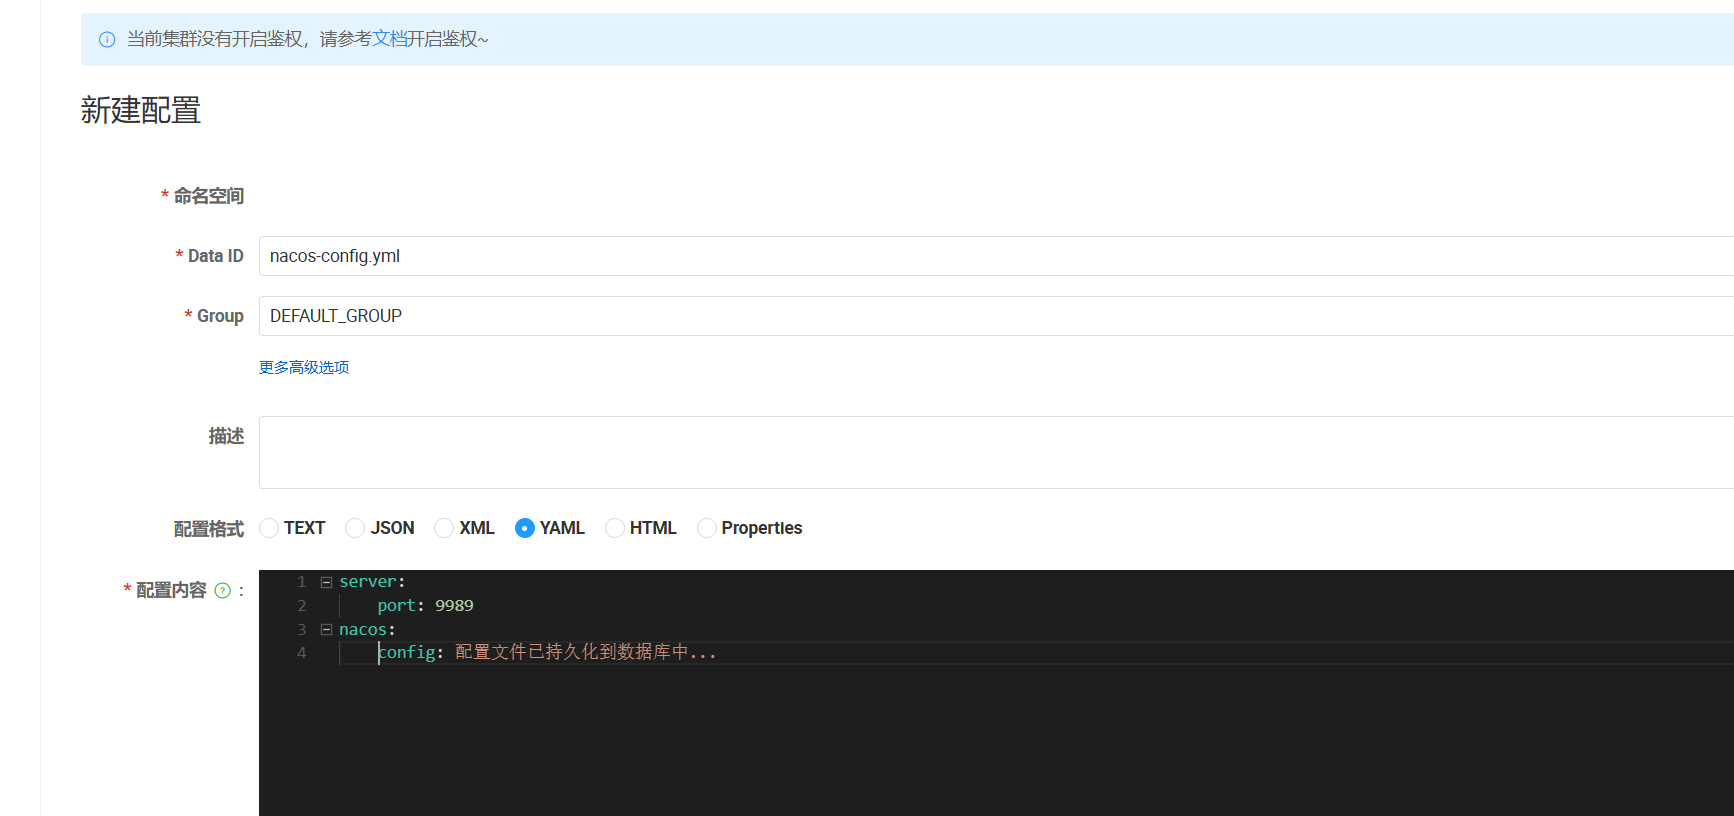 当前集群没有开启鉴权，请参考文档开启鉴权~
新建配置
* 命名空间
* Data ID nacos-config.yml
* Group DEFAULT_GROUP
更多高级选项
描述
配置格式 TEXT JSON XML YAML HTML Properties
* 配置内容 ? :
1 server:
2 port: 9989
3 nacos:
4 config: 配置文件已持久化到数据库中...